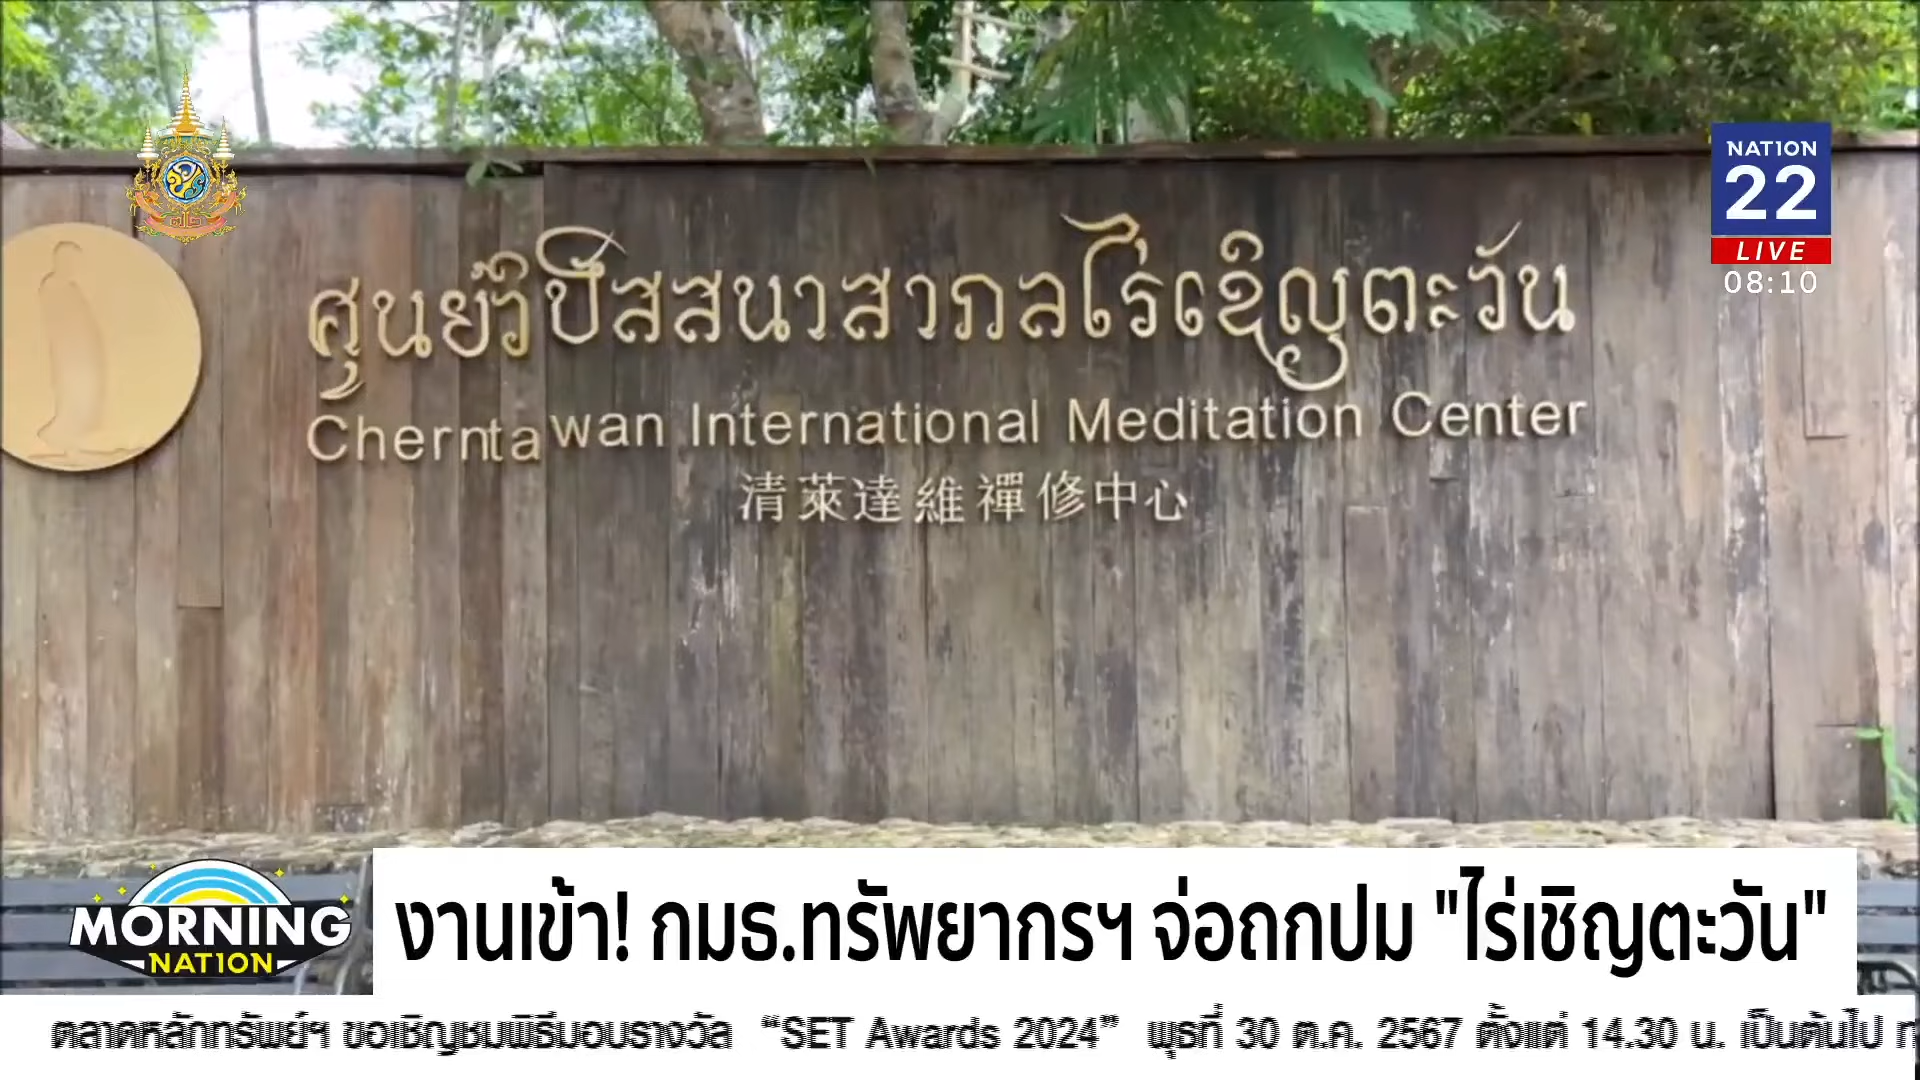 NATION
22
LIVE
08:10
ศูนย์วิปัสสนาสากลไร่เชิญตะวัน
Cherntawan International Meditation Center
清萊達維禪修中心
MORNING
NATION
งานเข้า! กมธ.ทรัพยากรฯ จ่อถกปม "ไร่เชิญตะวัน"
ตลาดหลักทรัพย์ฯ ขอเชิญชมพิธีมอบรางวัล “SET Awards 2024” พุธที่ 30 ต.ค. 2567 ตั้งแต่ 14.30 น. เป็นต้นไป